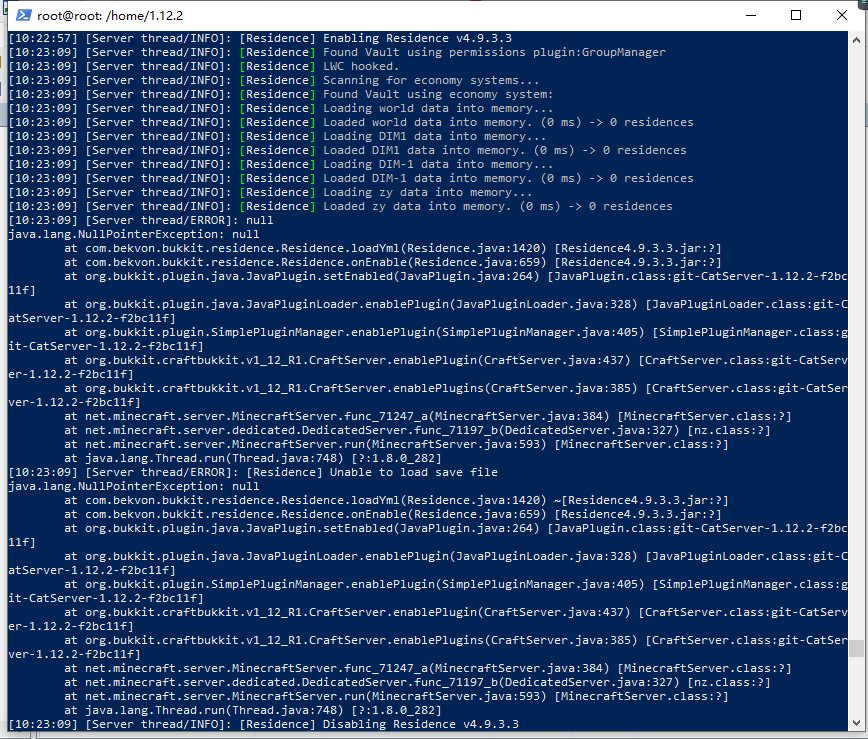 root@root: /home/1.12.2
[10:22:57] [Server thread/INFO]: [Residence] Enabling Residence v4.9.3.3
[10:23:09] [Server thread/INFO]: [Residence] Found Vault using permissions plugin:GroupManager
[10:23:09] [Server thread/INFO]: [Residence] LWC hooked.
[10:23:09] [Server thread/INFO]: [Residence] Scanning for economy systems...
[10:23:09] [Server thread/INFO]: [Residence] Found Vault using economy system:
[10:23:09] [Server thread/INFO]: [Residence] Loading world data into memory...
[10:23:09] [Server thread/INFO]: [Residence] Loaded world data into memory. (0 ms) -> 0 residences
[10:23:09] [Server thread/INFO]: [Residence] Loading DIM1 data into memory...
[10:23:09] [Server thread/INFO]: [Residence] Loaded DIM1 data into memory. (0 ms) -> 0 residences
[10:23:09] [Server thread/INFO]: [Residence] Loading DIM-1 data into memory...
[10:23:09] [Server thread/INFO]: [Residence] Loaded DIM-1 data into memory. (0 ms) -> 0 residences
[10:23:09] [Server thread/INFO]: [Residence] Loading zy data into memory...
[10:23:09] [Server thread/INFO]: [Residence] Loaded zy data into memory. (0 ms) -> 0 residences
[10:23:09] [Server thread/ERROR]: null
java.lang.NullPointerException: null
at com.bekvon.bukkit.residence.Residence.loadYml(Residence.java:1420) [Residence4.9.3.3.jar:?]
at com.bekvon.bukkit.residence.Residence.onEnable(Residence.java:659) [Residence4.9.3.3.jar:?]
at org.bukkit.plugin.java.JavaPlugin.setEnabled(JavaPlugin.java:264) [JavaPlugin.class:git-CatServer-1.12.2-f2bc
11f]
at org.bukkit.plugin.java.JavaPluginLoader.enablePlugin(JavaPluginLoader.java:328) [JavaPluginLoader.class:git-C
atServer-1.12.2-f2bc11f]
at org.bukkit.plugin.SimplePluginManager.enablePlugin(SimplePluginManager.java:405) [SimplePluginManager.class:g
it-CatServer-1.12.2-f2bc11f]
at org.bukkit.craftbukkit.v1_12_R1.CraftServer.enablePlugin(CraftServer.java:437) [CraftServer.class:git-CatServ
er-1.12.2-f2bc11f]
at org.bukkit.craftbukkit.v1_12_R1.CraftServer.enablePlugins(CraftServer.java:385) [CraftServer.class:git-CatSer
ver-1.12.2-f2bc11f]
at net.minecraft.server.MinecraftServer.func_71247_a(MinecraftServer.java:384) [MinecraftServer.class:?]
at net.minecraft.server.dedicated.DedicatedServer.func_71197_b(DedicatedServer.java:327) [nz.class:?]
at net.minecraft.server.MinecraftServer.run(MinecraftServer.java:593) [MinecraftServer.class:?]
at java.lang.Thread.run(Thread.java:748) [?:1.8.0_282]
[10:23:09] [Server thread/ERROR]: [Residence] Unable to load save file
java.lang.NullPointerException: null
at com.bekvon.bukkit.residence.Residence.loadYml(Residence.java:1420) ~[Residence4.9.3.3.jar:?]
at com.bekvon.bukkit.residence.Residence.onEnable(Residence.java:659) [Residence4.9.3.3.jar:?]
at org.bukkit.plugin.java.JavaPlugin.setEnabled(JavaPlugin.java:264) [JavaPlugin.class:git-CatServer-1.12.2-f2bc
11f]
at org.bukkit.plugin.java.JavaPluginLoader.enablePlugin(JavaPluginLoader.java:328) [JavaPluginLoader.class:git-C
atServer-1.12.2-f2bc11f]
at org.bukkit.plugin.SimplePluginManager.enablePlugin(SimplePluginManager.java:405) [SimplePluginManager.class:g
it-CatServer-1.12.2-f2bc11f]
at org.bukkit.craftbukkit.v1_12_R1.CraftServer.enablePlugin(CraftServer.java:437) [CraftServer.class:git-CatServ
er-1.12.2-f2bc11f]
at org.bukkit.craftbukkit.v1_12_R1.CraftServer.enablePlugins(CraftServer.java:385) [CraftServer.class:git-CatSer
ver-1.12.2-f2bc11f]
at net.minecraft.server.MinecraftServer.func_71247_a(MinecraftServer.java:384) [MinecraftServer.class:?]
at net.minecraft.server.dedicated.DedicatedServer.func_71197_b(DedicatedServer.java:327) [nz.class:?]
at net.minecraft.server.MinecraftServer.run(MinecraftServer.java:593) [MinecraftServer.class:?]
at java.lang.Thread.run(Thread.java:748) [?:1.8.0_282]
[10:23:09] [Server thread/INFO]: [Residence] Disabling Residence v4.9.3.3